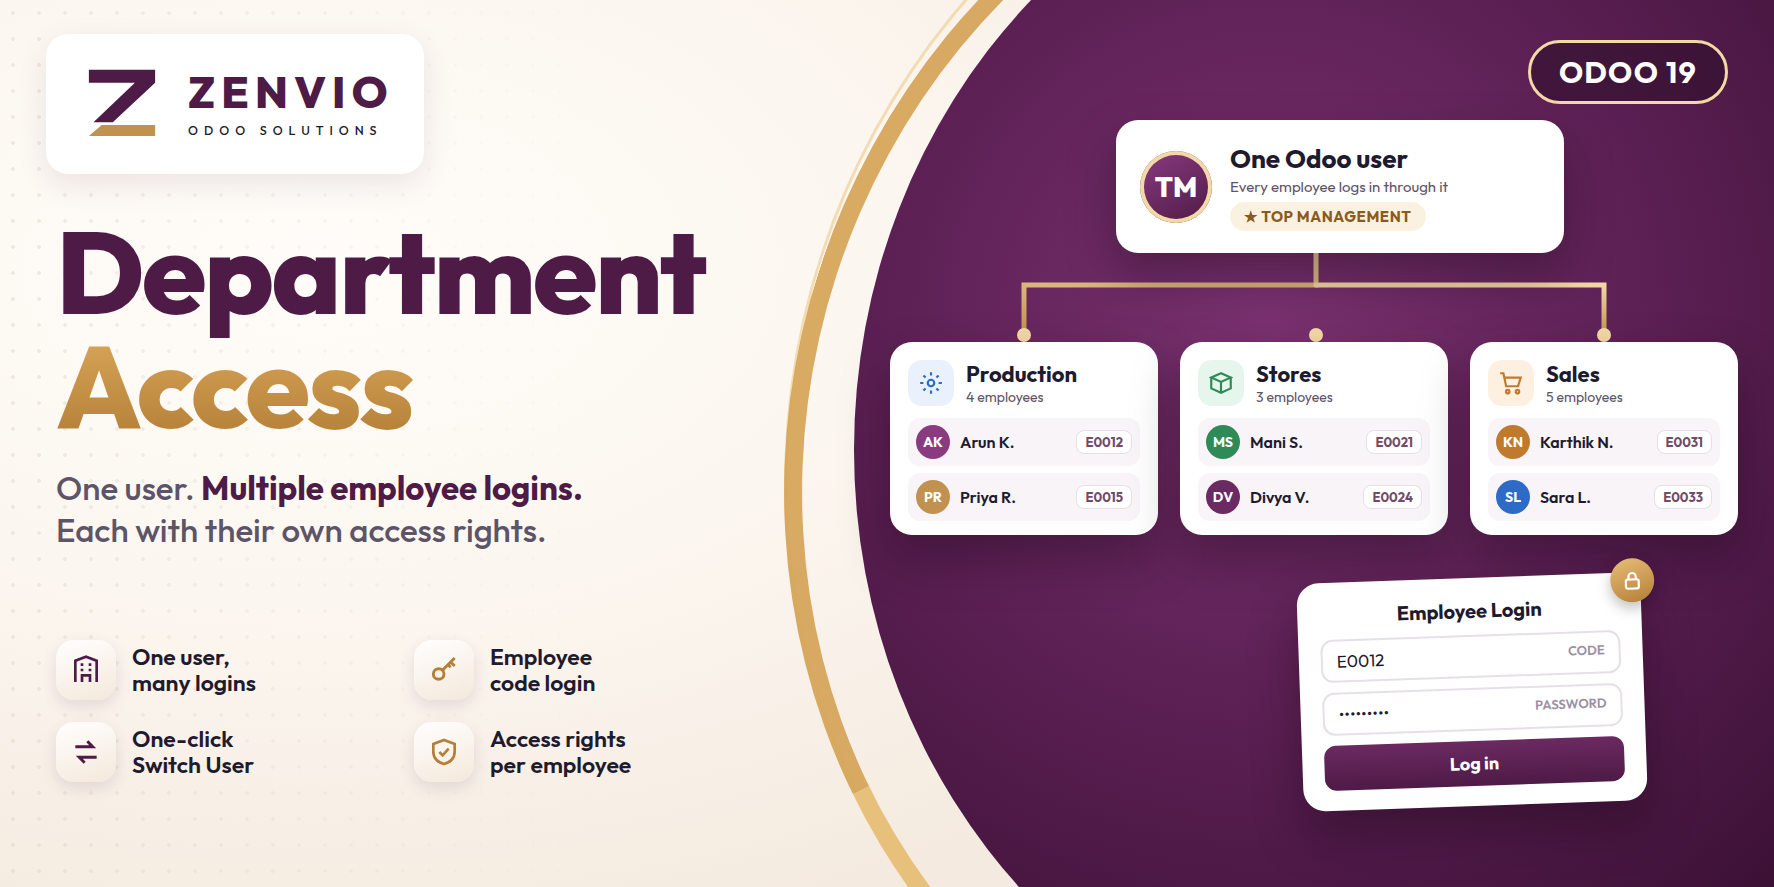 ZENVIO
ODOO SOLUTIONS
Department
Access
One user. Multiple employee logins.
Each with their own access rights.
One user,
many logins
Employee
code login
One-click
Switch User
Access rights
per employee
ODOO 19
TM
One Odoo user
Every employee logs in through it
★ TOP MANAGEMENT
Production
4 employees
AK Arun K. E0012
PR Priya R. E0015
Stores
3 employees
MS Mani S. E0021
DV Divya V. E0024
Sales
5 employees
KN Karthik N. E0031
SL Sara L. E0033
Employee Login
E0012 CODE
••••••••• PASSWORD
Log in